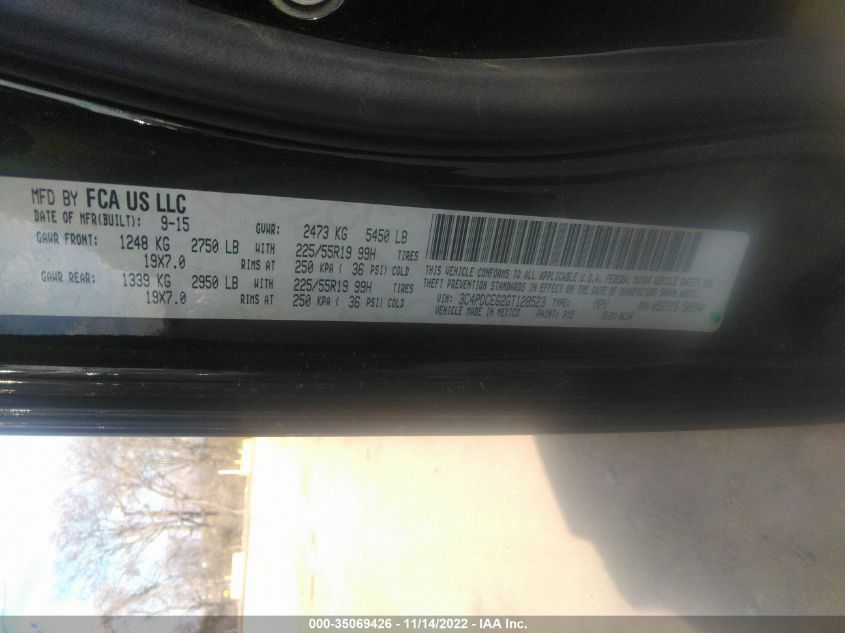 MFD BY FCA US LLC
DATE OF MFR(BUILT): 9-15
GVWR: 2473 KG 5450 LB
GAWR FRONT: 1248 KG 2750 LB WITH 225/55R19 99H TIRES
19X7.0 RIMS AT 250 KPA ( 36 PSI) COLD
GAWR REAR: 1339 KG 2950 LB WITH 225/55R19 99H TIRES
19X7.0 RIMS AT 250 KPA ( 36 PSI) COLD
THIS VEHICLE CONFORMS TO ALL APPLICABLE U.S.A. FEDERAL MOTOR VEHICLE SAFETY AND
THEFT PREVENTION STANDARDS IN EFFECT ON THE DATE OF MANUFACTURE SHOWN ABOVE.
VIN: 3C4PDCEG2GT128523 TYPE: MPV
VEHICLE MADE IN MEXICO PAINT:
000-35069426 - 11/14/2022 - IAA Inc.